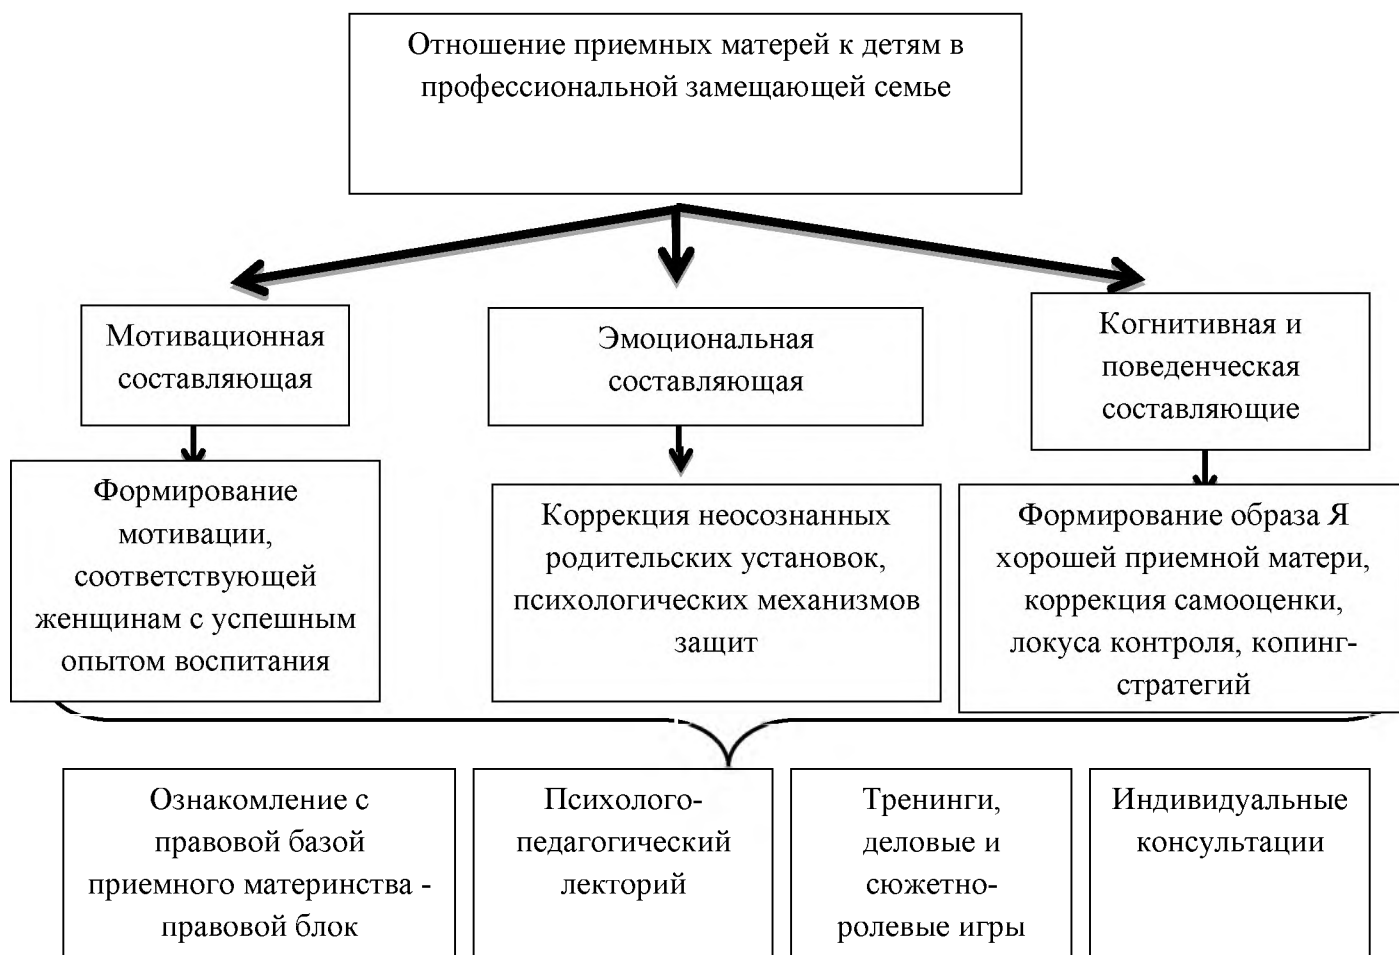 Отношение приемных матерей к детям в
профессиональной замещающей семье
Мотивационная
составляющая
Эмоциональная
составляющая
Когнитивная и
поведенческая
составляющие
Формирование
мотивации,
соответствующей
женщинам с успешным
опытом воспитания
Коррекция неосознанных
родительских установок,
психологических механизмов
защит
Формирование образа Я
хорошей приемной матери,
коррекция самооценки,
локуса контроля, копинг-
стратегий
Ознакомление с
правовой базой
приемного материнства -
правовой блок
Психолого-
педагогический
лекторий
Тренинги,
деловые и
сюжетно-
ролевые игры
Индивидуальные
консультации